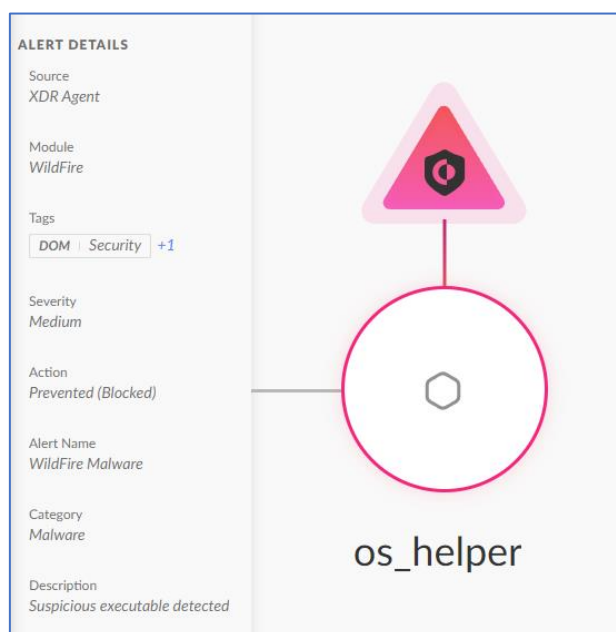 ALERT DETAILS
Source
XDR Agent
Module
WildFire
Tags
DOM | Security +1
Severity
Medium
Action
Prevented (Blocked)
Alert Name
WildFire Malware
Category
Malware
Description
Suspicious executable detected
os_helper